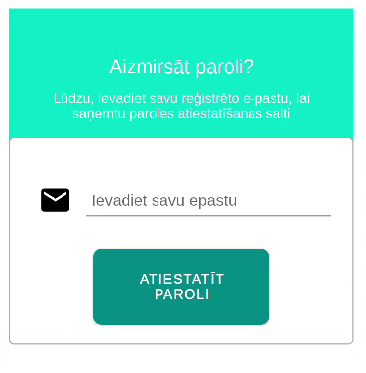 Aizmirsāt paroli?
Lūdzu, ievadiet savu reģistrēto e-pastu, lai
saņemtu paroles atiestatīšanas saiti
Ievadiet savu epastu
ATIESTATĪT
PAROLI